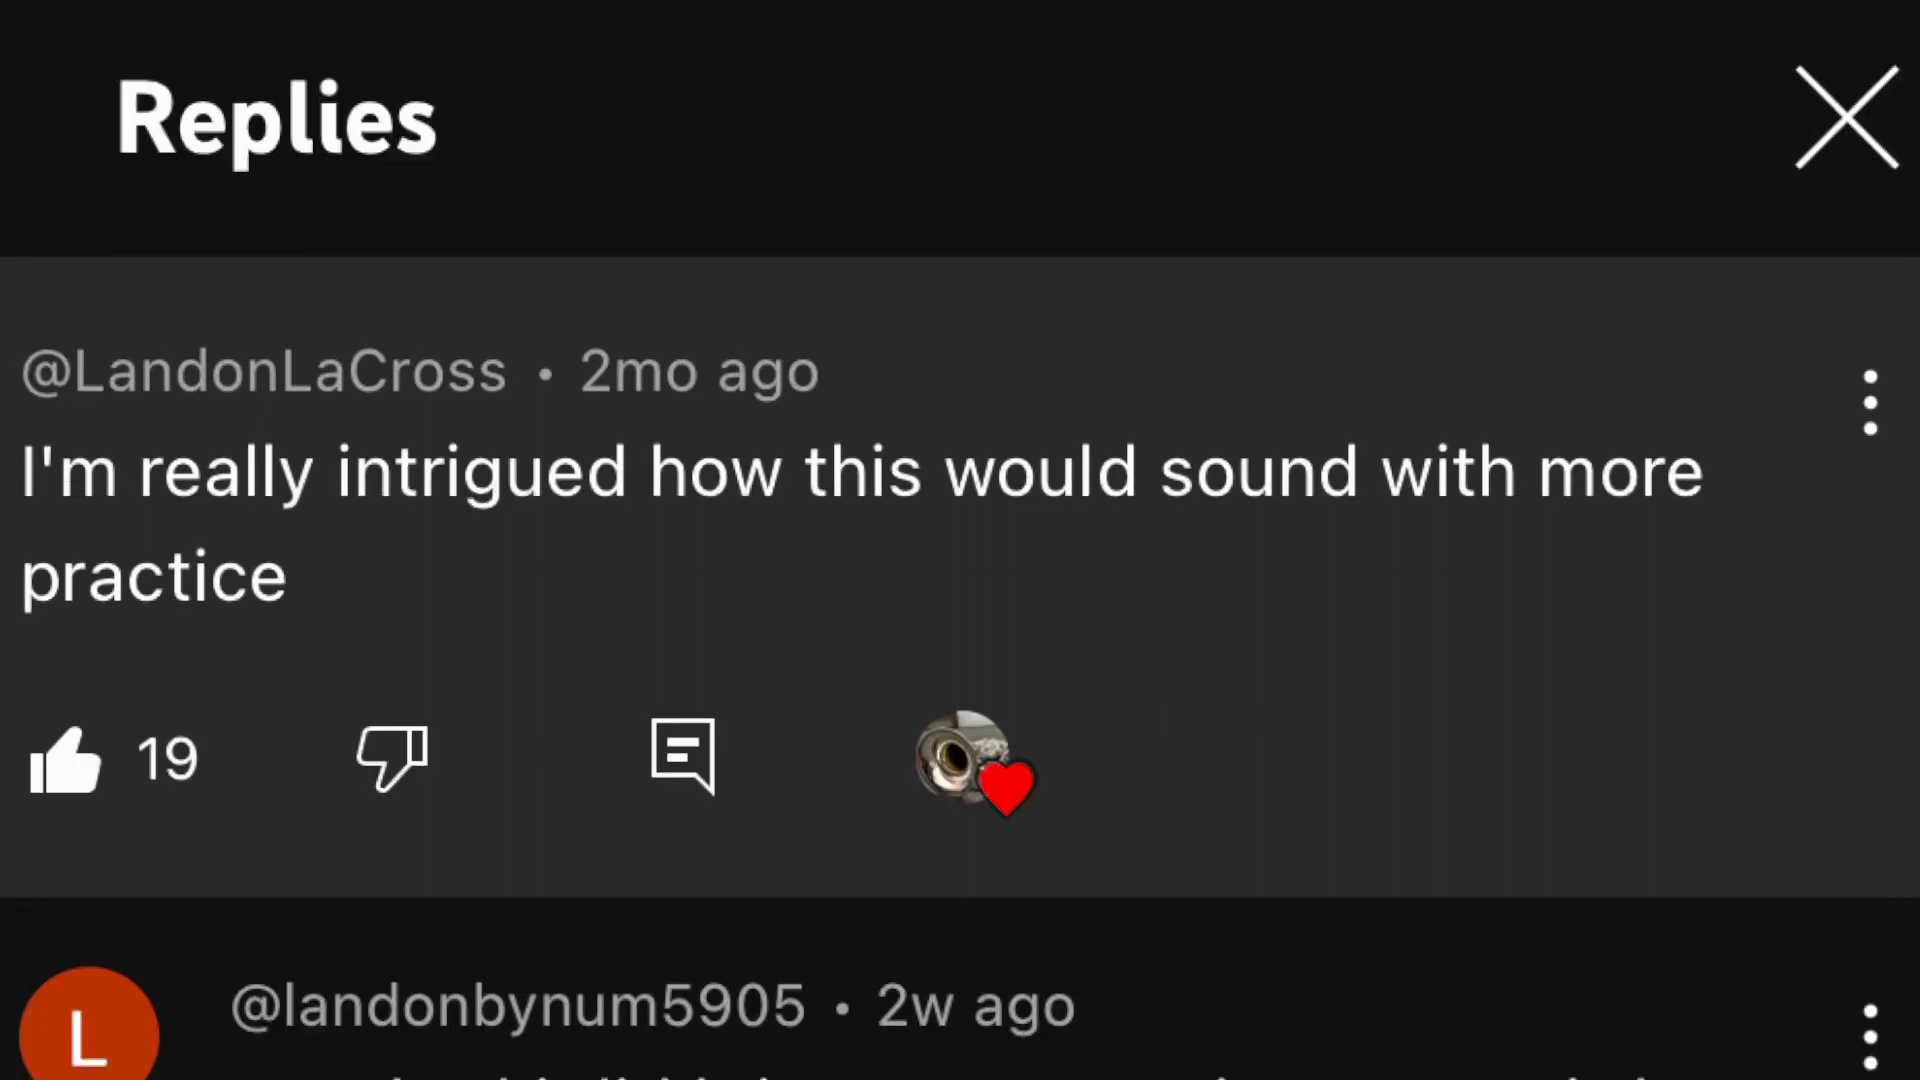 Replies
@LandonLaCross • 2mo ago
I'm really intrigued how this would sound with more
practice
19
@landonbynum5905 • 2w ago
L